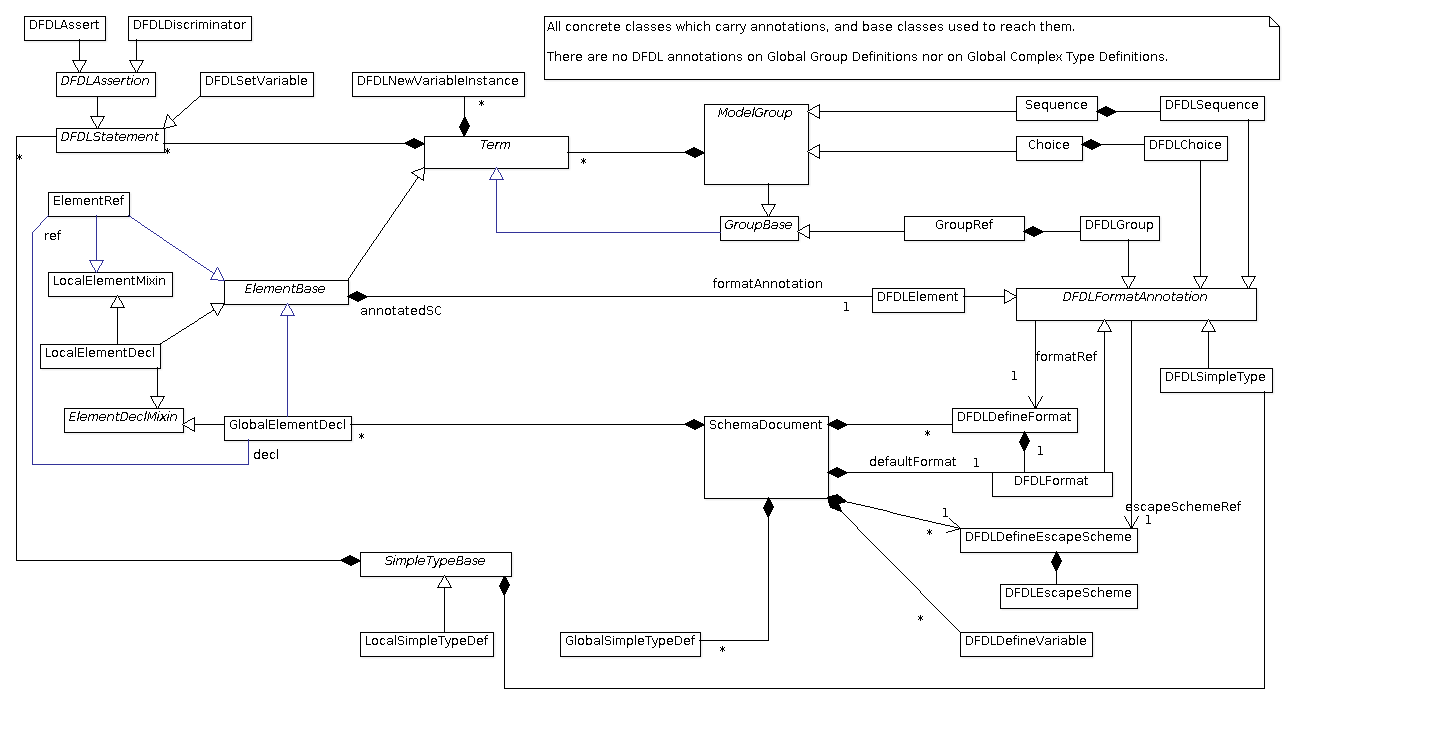 DFDLAssert
DFDLDiscriminator
All concrete classes which carry annotations, and base classes used to reach them.
There are no DFDL annotations on Global Group Definitions nor on Global Complex Type Definitions.
DFDLAssertion
DFDLSetVariable
DFDLNewVariableInstance
*
ModelGroup
Sequence
DFDLSequence
DFDLStatement
*
*
Term
*
Choice
DFDLChoice
ElementRef
ref
GroupBase
GroupRef
DFDLGroup
LocalElementMixin
ElementBase
annotatedSC
formatAnnotation
1
DFDLElement
DFDLFormatAnnotation
LocalElementDecl
formatRef
1
DFDLSimpleType
ElementDeclMixin
GlobalElementDecl
*
decl
SchemaDocument
*
DFDLDefineFormat
1
defaultFormat
1
DFDLFormat
escapeSchemeRef
1
1
*
DFDLDefineEscapeScheme
SimpleTypeBase
DFDLEscapeScheme
*
LocalSimpleTypeDef
GlobalSimpleTypeDef
*
DFDLDefineVariable